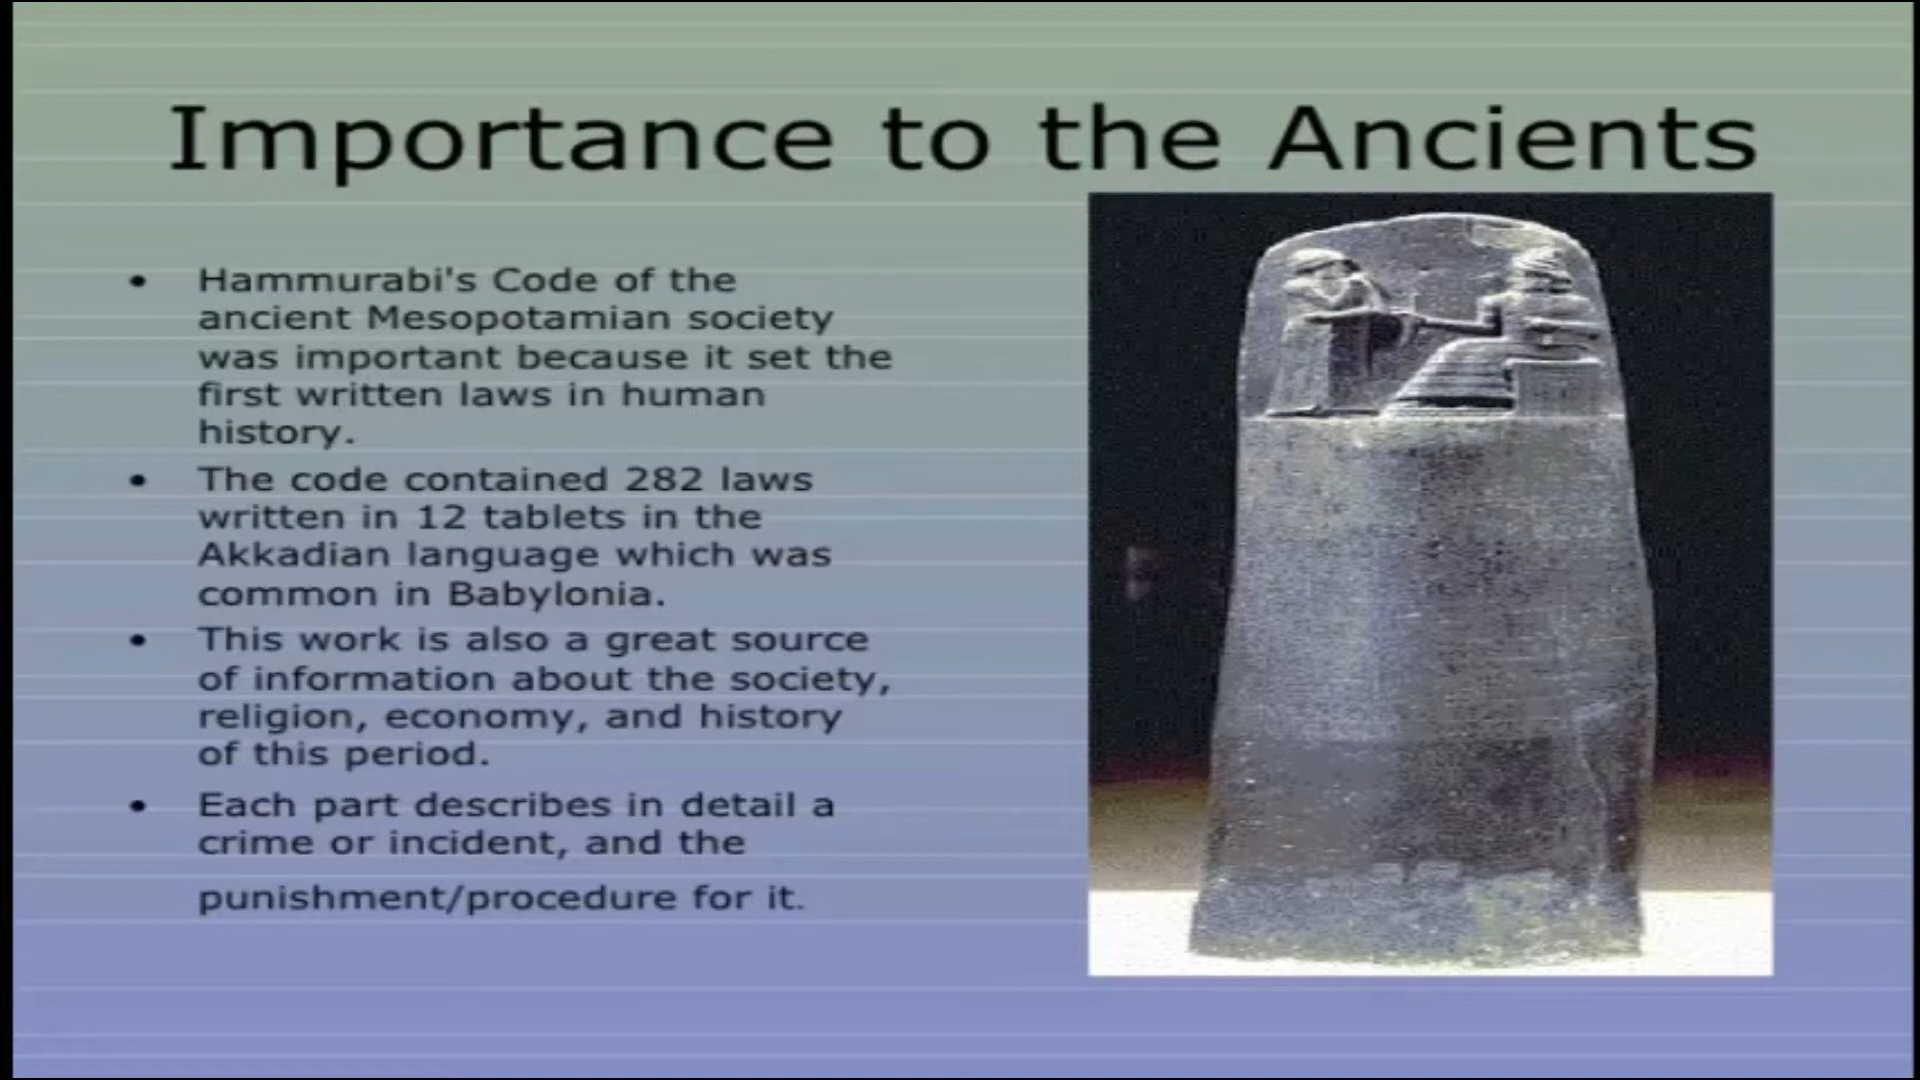 Importance to the Ancients
• Hammurabi's Code of the
ancient Mesopotamian society
was important because it set the
first written laws in human
history.
• The code contained 282 laws
written in 12 tablets in the
Akkadian language which was
common in Babylonia.
• This work is also a great source
of information about the society,
religion, economy, and history
of this period.
• Each part describes in detail a
crime or incident, and the
punishment/procedure for it.